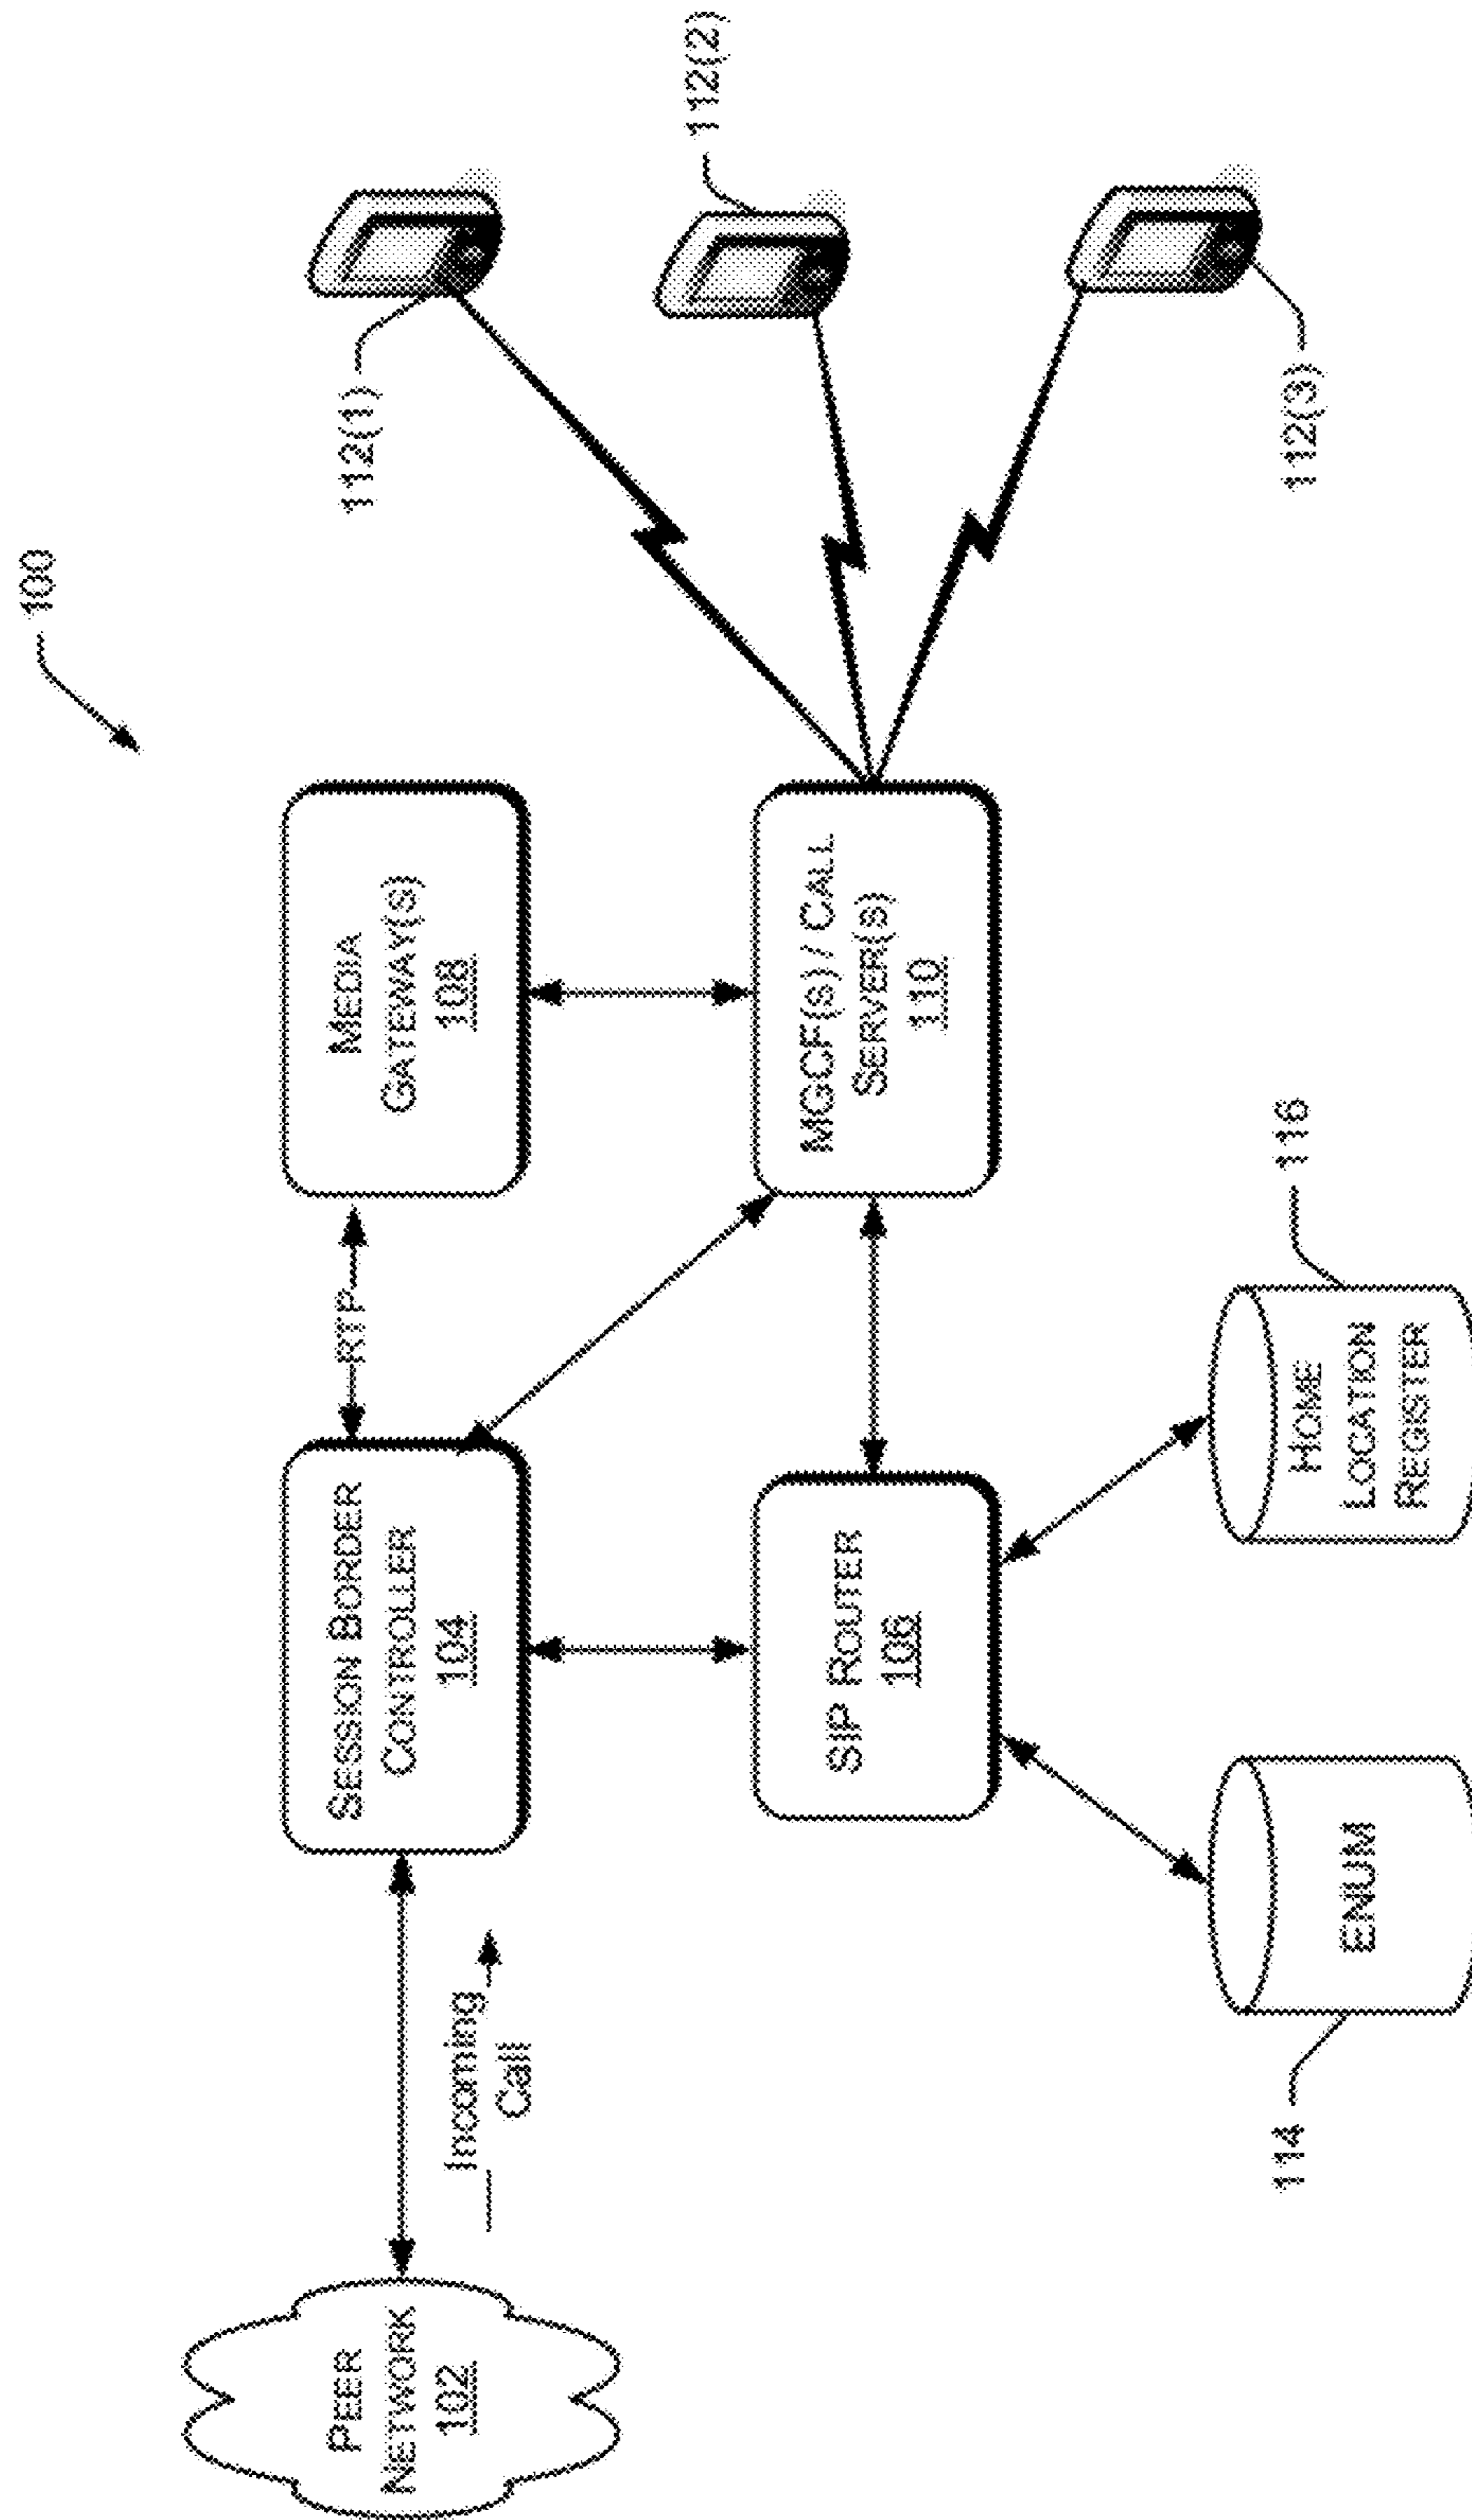 100
PEER
NETWORK
102
Incoming
Call
SESSION BORDER
CONTROLLER
104
RTP
MEDIA
GATEWAY(S)
108
112(1)
112(2)
SIP ROUTER
106
MGCF(S) / CALL
SERVER(S)
110
112(3)
114
ENUM
HOME
LOCATION
REGISTER
116